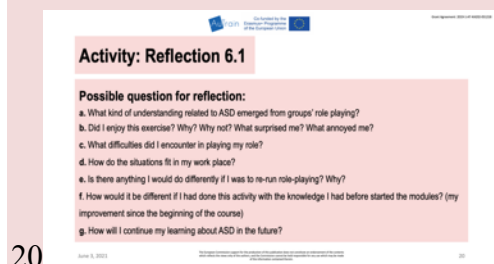 Co-funded by the
Erasmus+ Programme
of the European Union
Activity: Reflection 6.1
Possible question for reflection:
a. What kind of understanding related to ASD emerged from groups' role playing?
b. Did I enjoy this exercise? Why? Why not? What surprised me? What annoyed me?
c. What difficulties did I encounter in playing my role?
d. How do the situations fit in my work place?
e. Is there anything I would do differently if I was to re-run role-playing? Why?
f. How would it be different if I had done this activity with the knowledge I had before started the modules? (my
improvement since the beginning of the course)
g. How will I continue my learning about ASD in the future?
June 3, 2021
20
20